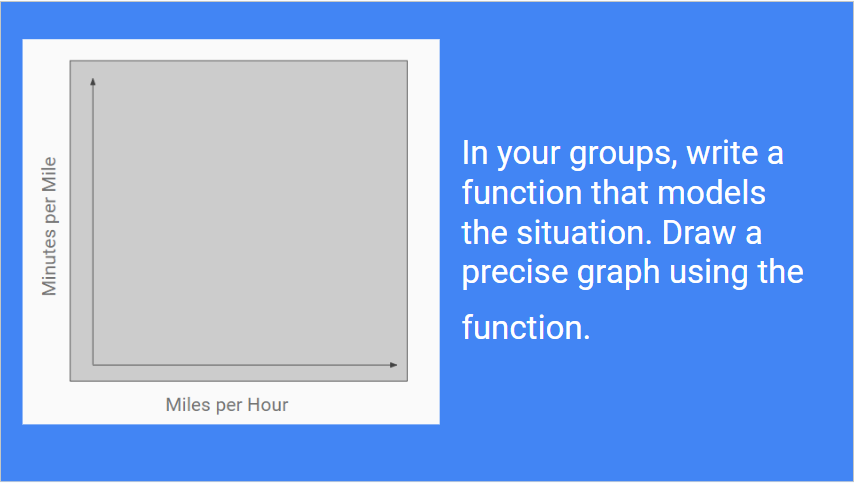 Minutes per Mile
Miles per Hour
In your groups, write a
function that models
the situation. Draw a
precise graph using the
function.